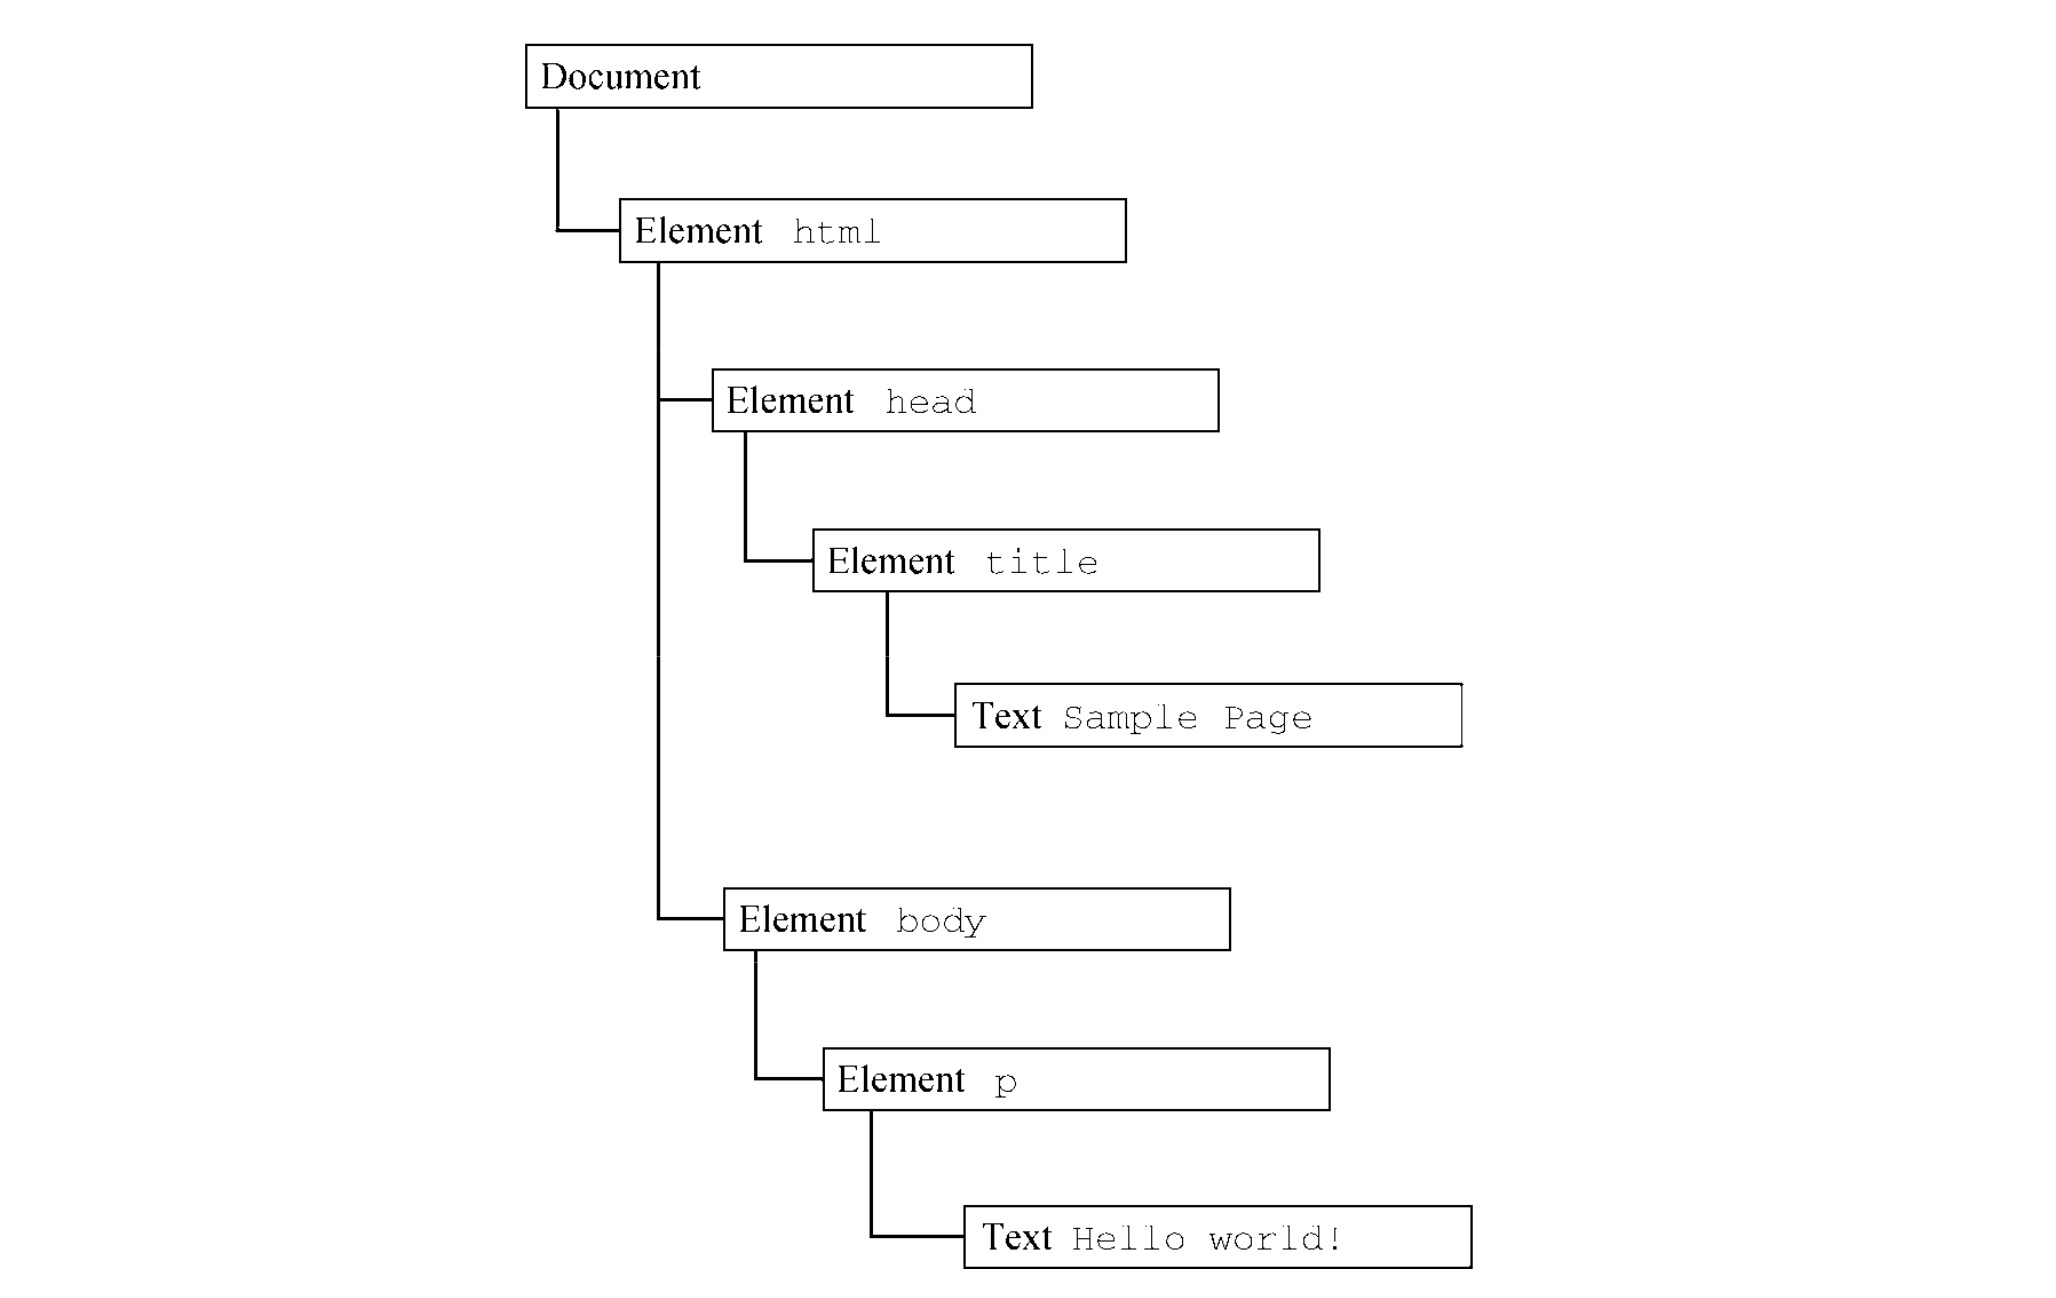 Document
Element html
Element head
Element title
Text Sample Page
Element body
Element p
Text Hello world!